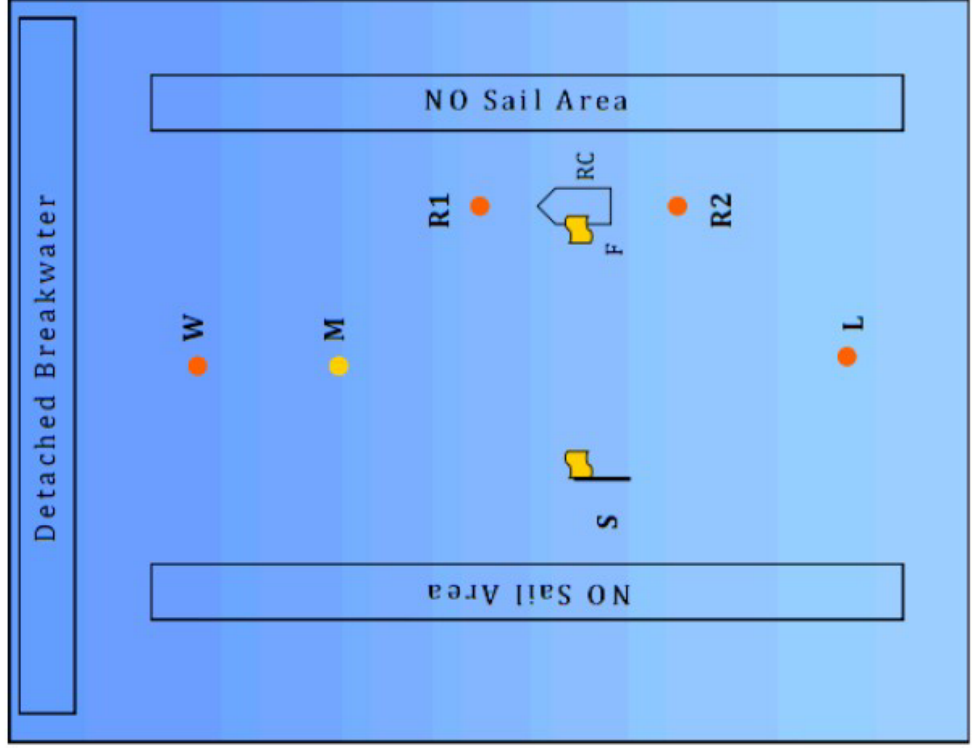 Detached Breakwater
NO Sail Area
W
M
R1
RC
F
R2
L
S
NO Sail Area